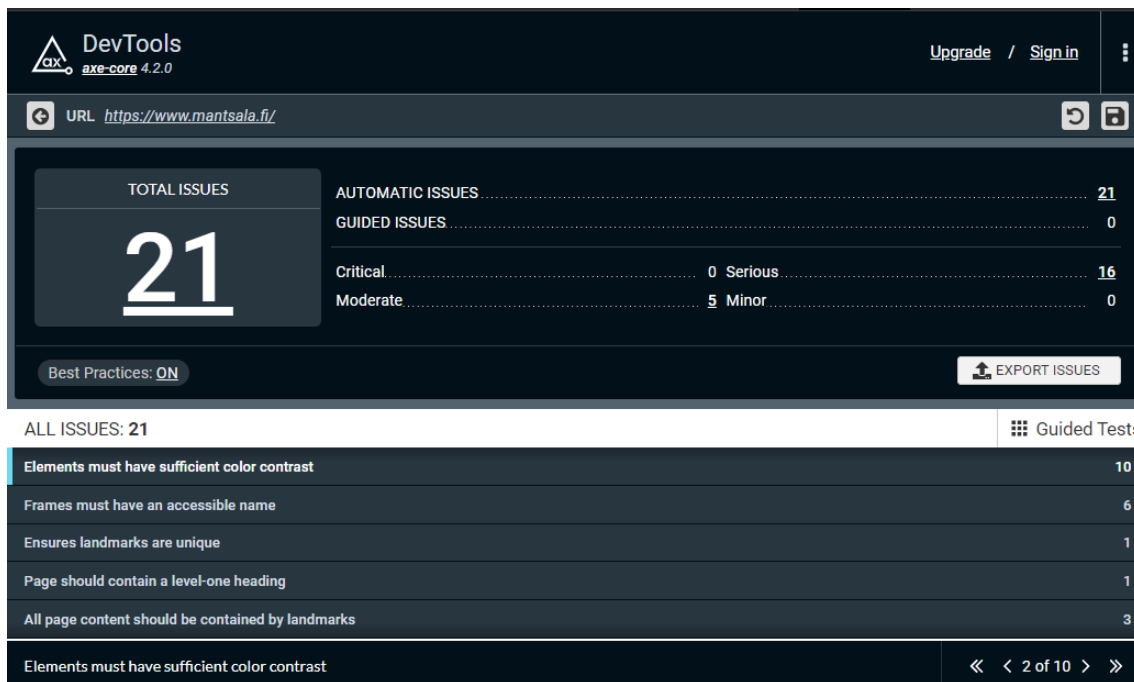 DevTools
ax axe-core 4.2.0
Upgrade / Sign in
URL https://www.mantsala.fi/
TOTAL ISSUES
21
AUTOMATIC ISSUES 21
GUIDED ISSUES 0
Critical 0 Serious 16
Moderate 5 Minor 0
Best Practices: ON
EXPORT ISSUES
ALL ISSUES: 21
Guided Tests
Elements must have sufficient color contrast 10
Frames must have an accessible name 6
Ensures landmarks are unique 1
Page should contain a level-one heading 1
All page content should be contained by landmarks 3
Elements must have sufficient color contrast
2 of 10